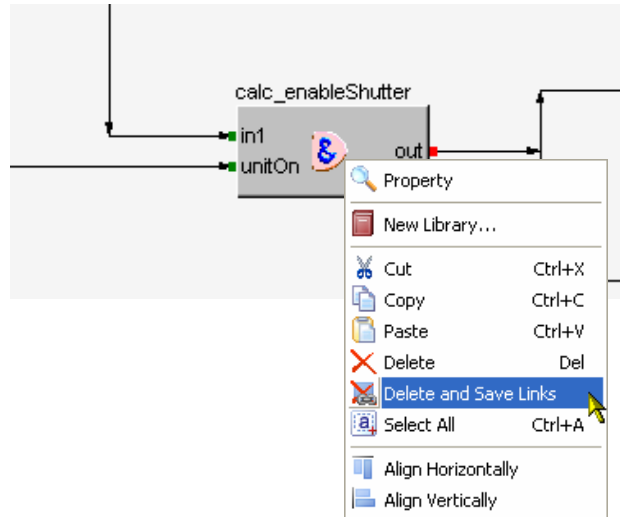 calc_enableShutter
in1
&
out
unitOn
Property
New Library...
Cut Ctrl+X
Copy Ctrl+C
Paste Ctrl+V
Delete Del
Delete and Save Links
a Select All Ctrl+A
Align Horizontally
Align Vertically